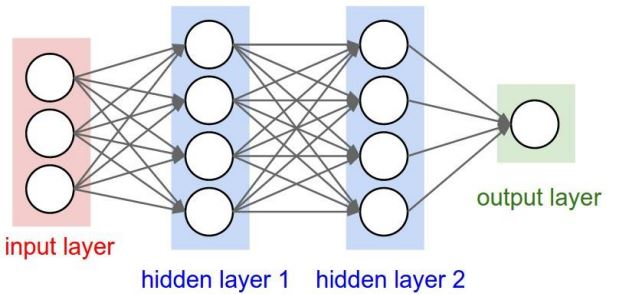 input layer
hidden layer 1
hidden layer 2
output layer